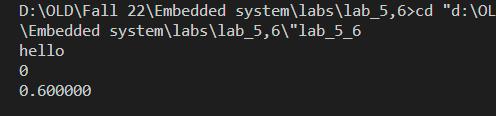 D:\OLD\Fall 22\Embedded system\labs\lab_5,6>cd "d:\OL
\Embedded system\labs\lab_5,6\"lab_5_6
hello
0
0.600000